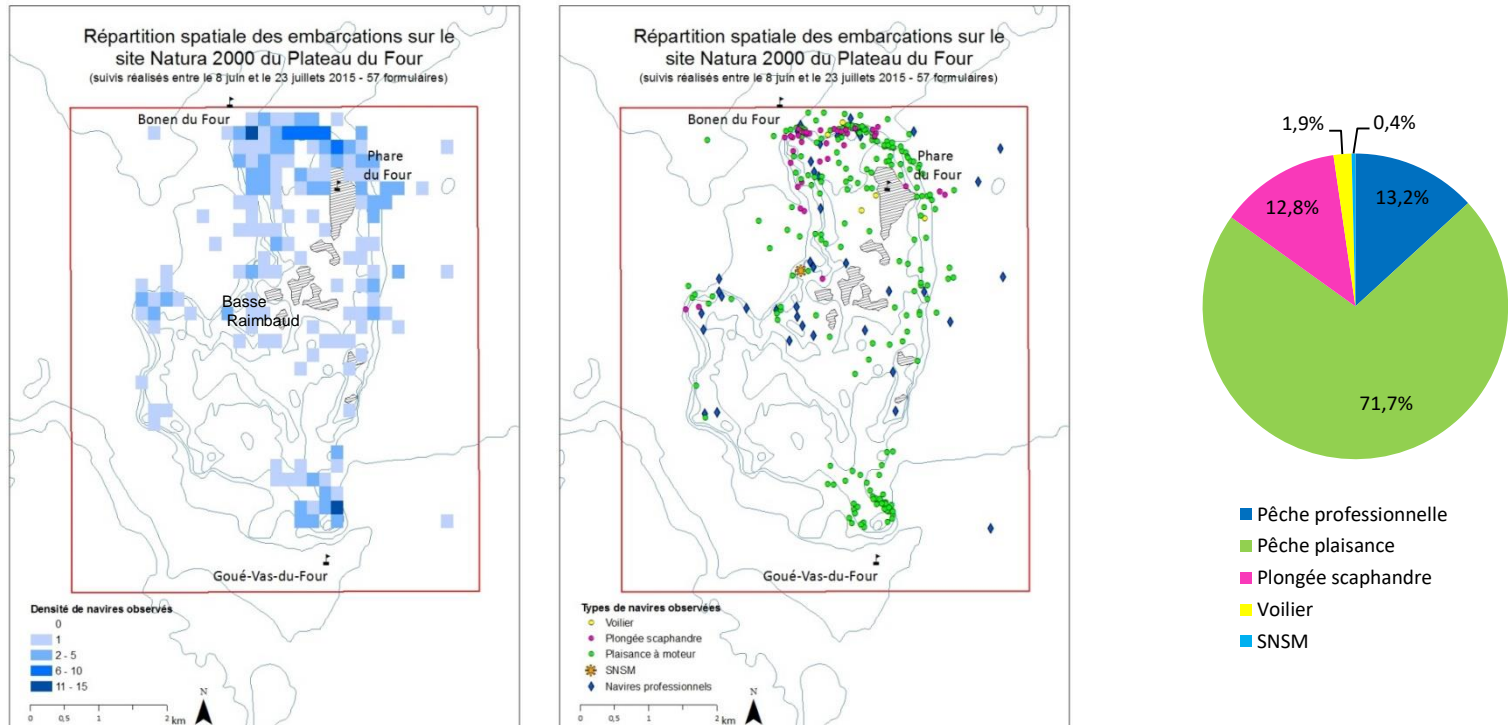 Répartition spatiale des embarcations sur le
site Natura 2000 du Plateau du Four
(suivis réalisés entre le 8 juin et le 23 juillets 2015 - 57 formulaires)
Bonen du Four
Phare
du Four
Basse
Raimbaud
Goué-Vas-du-Four
Densité de navires observés
0
1
2 - 5
6 - 10
11 - 15
0 0,5 1 2 km
N
Répartition spatiale des embarcations sur le
site Natura 2000 du Plateau du Four
(suivis réalisés entre le 8 juin et le 23 juillets 2015 - 57 formulaires)
Bonen du Four
Phare
du Four
Goué-Vas-du-Four
Types de navires observées
Voilier
Plongée scaphandre
Plaisance à moteur
SNSM
Navires professionnels
0 0,5 1 2 km
N
1,9%
0,4%
12,8%
13,2%
71,7%
Pêche professionnelle
Pêche plaisance
Plongée scaphandre
Voilier
SNSM